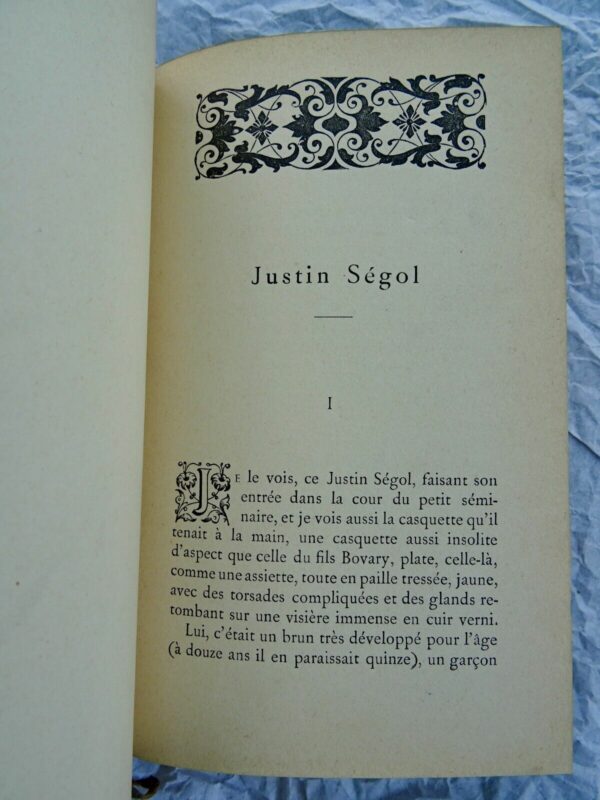 Justin Ségol
I
JE le vois, ce Justin Ségol, faisant son
entrée dans la cour du petit sémi-
naire, et je vois aussi la casquette qu'il
tenait à la main, une casquette aussi insolite
d'aspect que celle du fils Bovary, plate, celle-là,
comme une assiette, toute en paille tressée, jaune,
avec des torsades compliquées et des glands re-
tombant sur une visière immense en cuir verni.
Lui, c'était un brun très développé pour l'âge
(à douze ans il en paraissait quinze), un garçon